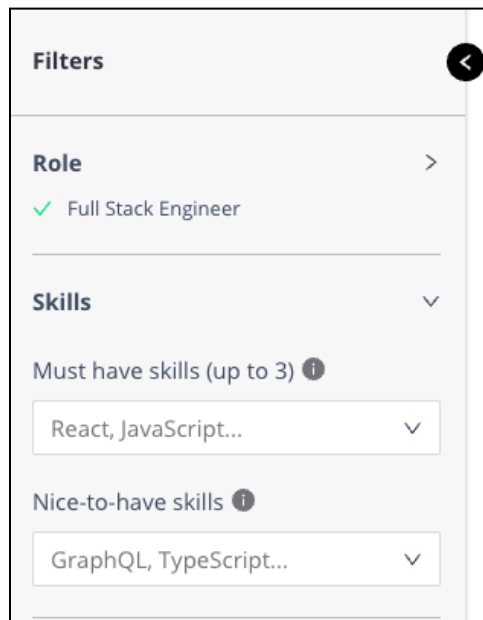 Filters
Role
Full Stack Engineer
Skills
Must have skills (up to 3)
React, JavaScript...
Nice-to-have skills
GraphQL, TypeScript...